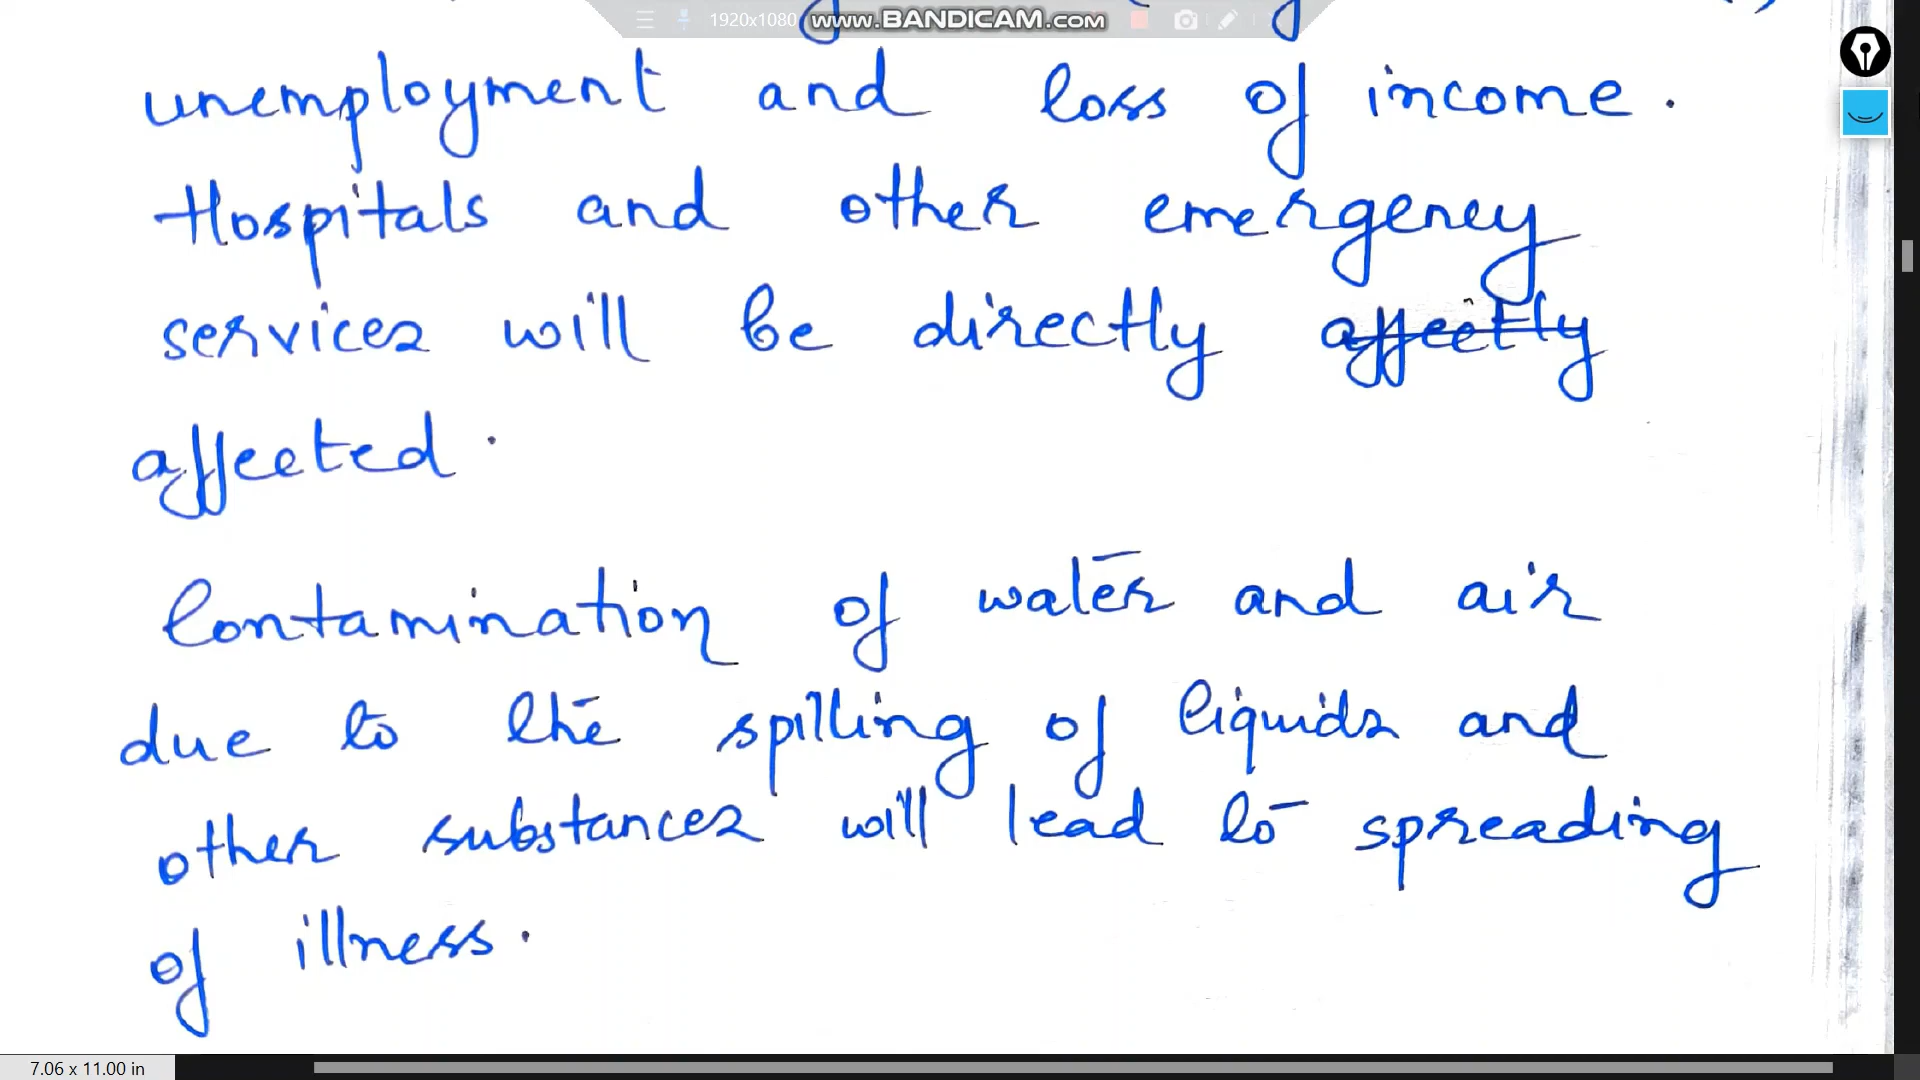 1920x1080 www.BANDICAM.com
unemployment and loss of income.
Hospitals and other emergency
services will be directly affectly
affected.
Contamination of water and air
due to the spilling of liquids and
other substances will lead to spreading
of illness.
7.06 x 11.00 in